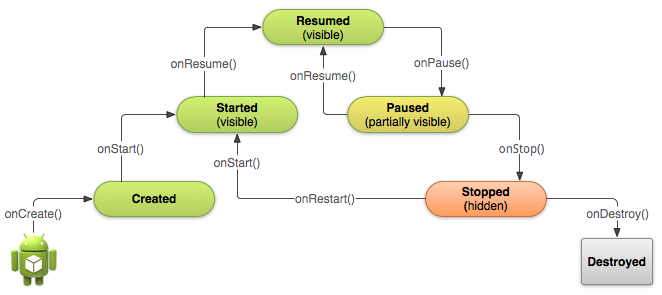 Resumed
(visible)
onResume()
onResume()
onPause()
Started
(visible)
Paused
(partially visible)
onStart()
onStart()
onStop()
Created
onRestart()
Stopped
(hidden)
onCreate()
onDestroy()
Destroyed